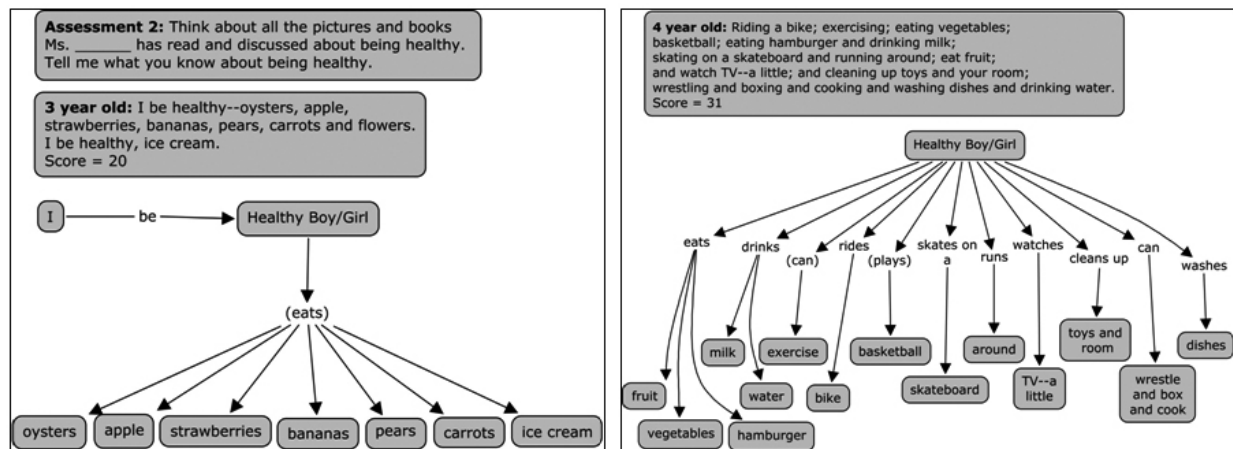 Assessment 2: Think about all the pictures and books
Ms. _______ has read and discussed about being healthy.
Tell me what you know about being healthy.
3 year old: I be healthy--oysters, apple,
strawberries, bananas, pears, carrots and flowers.
I be healthy, ice cream.
Score = 20
I
be
Healthy Boy/Girl
(eats)
oysters
apple
strawberries
bananas
pears
carrots
ice cream
4 year old: Riding a bike; exercising; eating vegetables;
basketball; eating hamburger and drinking milk;
skating on a skateboard and running around; eat fruit;
and watch TV--a little; and cleaning up toys and your room;
wrestling and boxing and cooking and washing dishes and drinking water.
Score = 31
Healthy Boy/Girl
eats
drinks
(can)
rides
(plays)
skates on
a
runs
watches
cleans up
can
washes
milk
exercise
basketball
around
toys and
room
dishes
fruit
water
bike
skateboard
TV--a
little
wrestle
and box
and cook
vegetables
hamburger